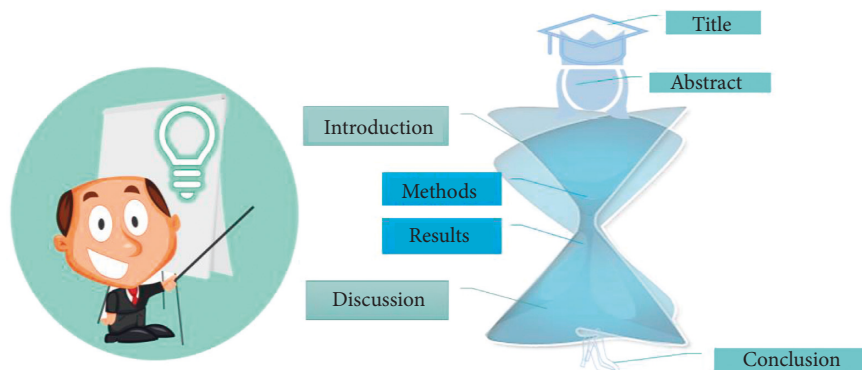 Title
Abstract
Introduction
Methods
Results
Discussion
Conclusion